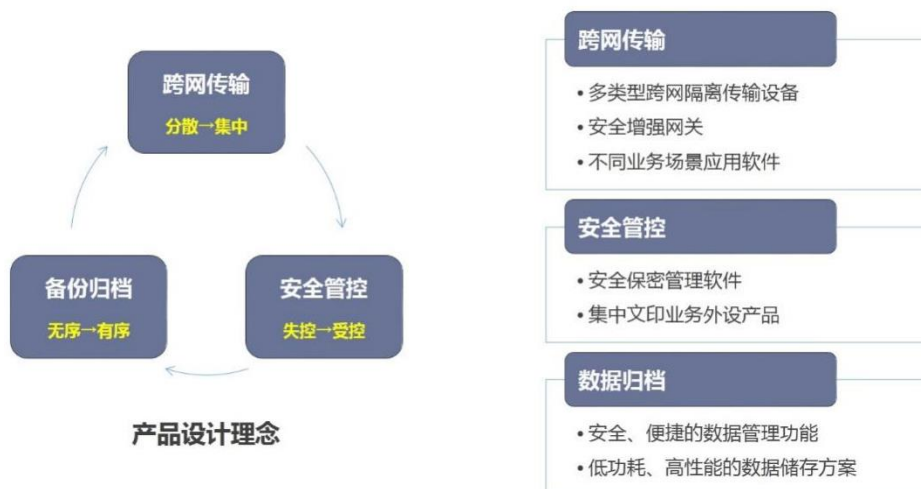 跨网传输
分散→集中
备份归档
无序→有序
安全管控
失控→受控
产品设计理念
跨网传输
• 多类型跨网隔离传输设备
• 安全增强网关
• 不同业务场景应用软件
安全管控
• 安全保密管理软件
• 集中文印业务外设产品
数据归档
• 安全、便捷的数据管理功能
• 低功耗、高性能的数据储存方案